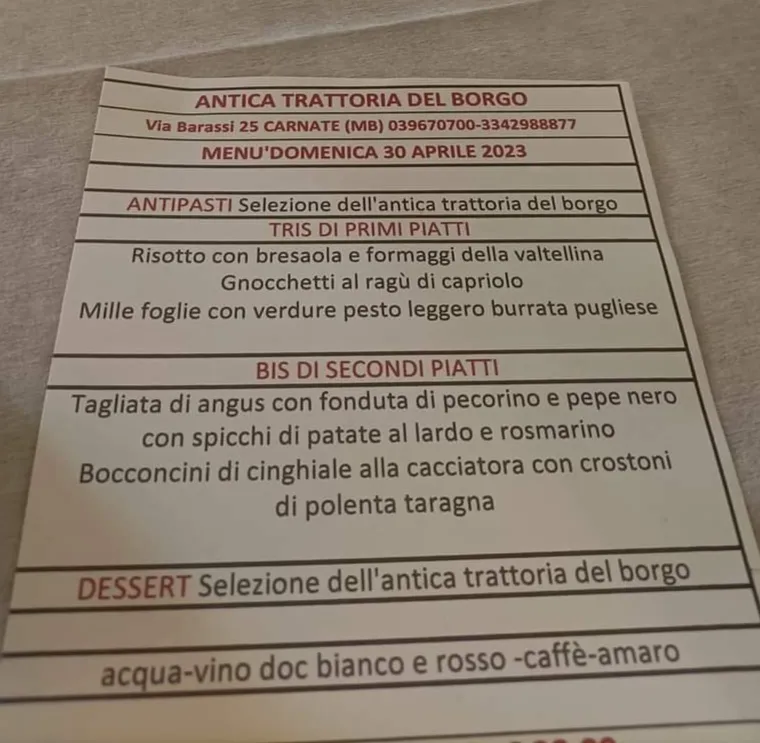 ANTICA TRATTORIA DEL BORGO
Via Barassi 25 CARNATE (MB) 039670700-3342988877
MENU'DOMENICA 30 APRILE 2023
ANTIPASTI Selezione dell'antica trattoria del borgo
TRIS DI PRIMI PIATTI
Risotto con bresaola e formaggi della valtellina
Gnocchetti al ragù di capriolo
Mille foglie con verdure pesto leggero burrata pugliese
BIS DI SECONDI PIATTI
Tagliata di angus con fonduta di pecorino e pepe nero
con spicchi di patate al lardo e rosmarino
Bocconcini di cinghiale alla cacciatora con crostoni
di polenta taragna
DESSERT Selezione dell'antica trattoria del borgo
acqua-vino doc bianco e rosso -caffè-amaro